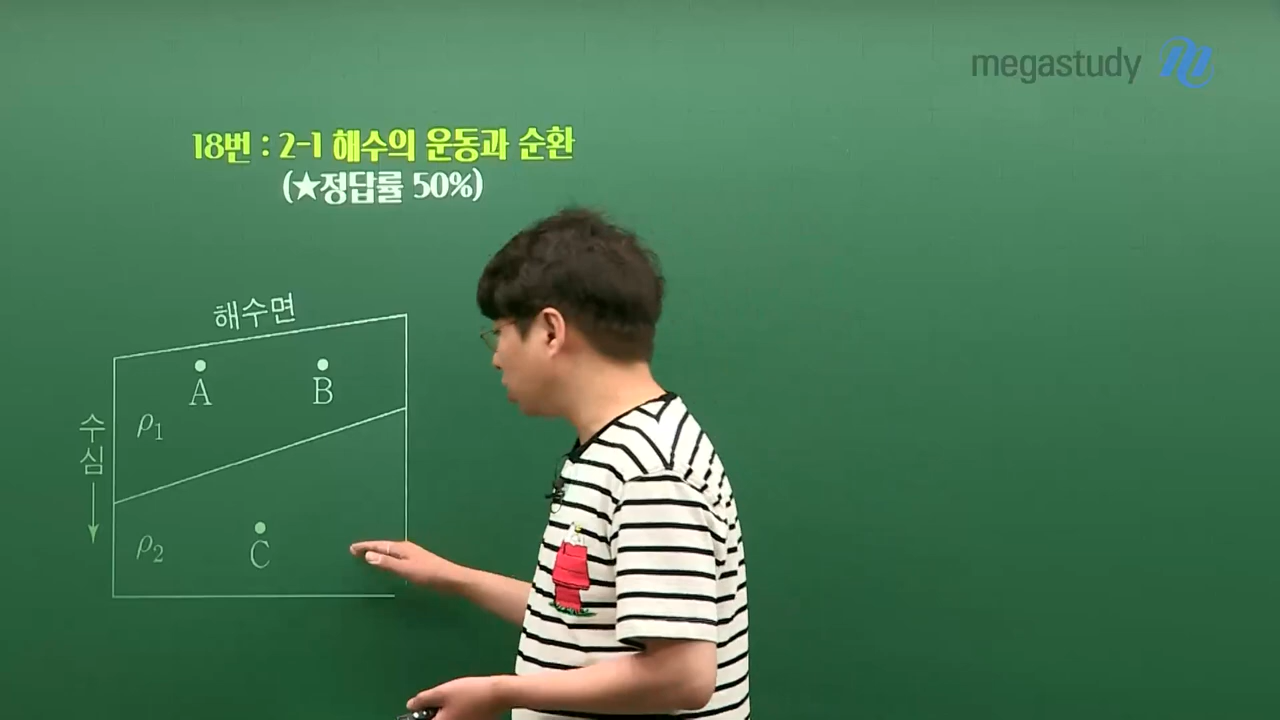 megastudy
18번 : 2-1 해수의 운동과 순환
(★정답률 50%)
해수면
A
B
수심
ρ₁
ρ₂
C